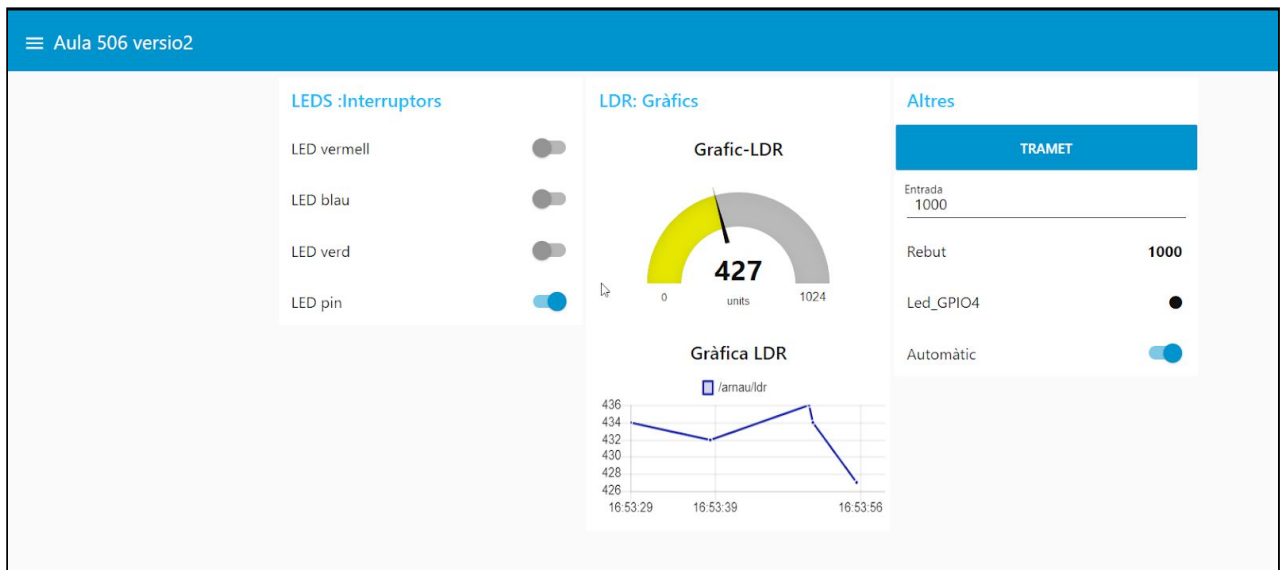 Aula 506 versio2
LEDS :Interruptors
LED vermell
LED blau
LED verd
LED pin
LDR: Gràfics
Grafic-LDR
427
0
units
1024
Gràfica LDR
/arnau/ldr
436
434
432
430
428
426
16:53:29
16:53:39
16:53:56
Altres
TRAMET
Entrada
1000
Rebut 1000
Led_GPIO4
Automàtic